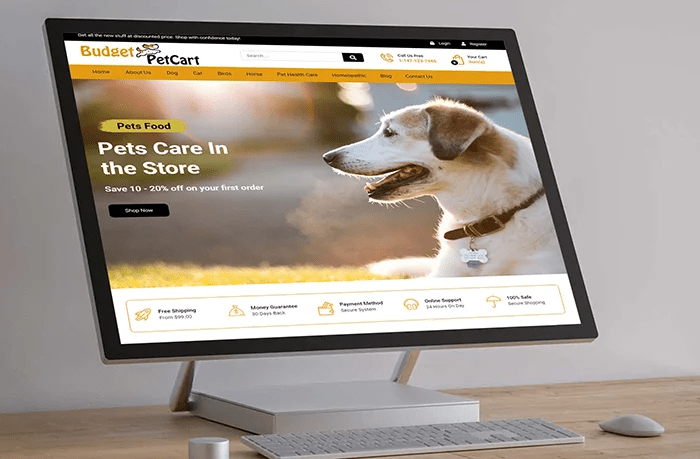 Get all the new stuff at discounted price. Shop with confidence today!
Login
Register
Budget
PetCart
Search...
Call Us Free
Your Cart
Home
About Us
Dog
Cat
Birds
Horse
Pet Health Care
Homeopathic
Blog
Contact Us
Pets Food
Pets Care In
the Store
Save 10 - 20% off on your first order
Shop Now
Free Shipping
From $99.00
Money Guarantee
30 Days Back
Payment Method
Secure System
Online Support
24 Hours On Day
100% Safe
Secure Shopping